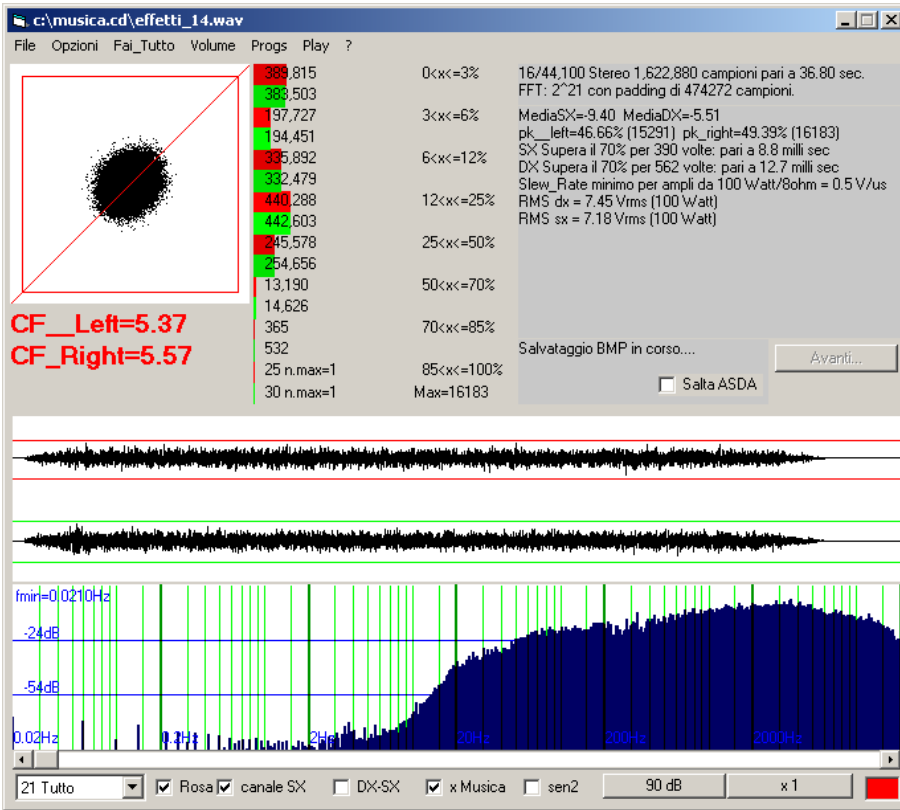 c:\musica.cd\effetti_14.wav
File Opzioni Fai_Tutto Volume Progs Play ?
389,815 0<x<=3%
383,503
197,727 3<x<=6%
194,451
335,892 6<x<=12%
332,479
440,288 12<x<=25%
442,603
245,578 25<x<=50%
254,656
13,190 50<x<=70%
14,626
365 70<x<=85%
532
25 n.max=1 85<x<=100%
30 n.max=1 Max=16183
CF__Left=5.37
CF_Right=5.57
16/44,100 Stereo 1,622,880 campioni pari a 36.80 sec.
FFT: 2^21 con padding di 474272 campioni.
MediaSX=-9.40 MediaDX=-5.51
pk__left=46.66% (15291) pk_right=49.39% (16183)
SX Supera il 70% per 390 volte: pari a 8.8 milli sec
DX Supera il 70% per 562 volte: pari a 12.7 milli sec
Slew_Rate minimo per ampli da 100 Watt/8ohm = 0.5 V/us
RMS dx = 7.45 Vrms (100 Watt)
RMS sx = 7.18 Vrms (100 Watt)
Salvataggio BMP in corso....
Avanti...
Salta ASDA
fmin=0.0210Hz
-24dB
-54dB
0.02Hz 0.2Hz 2Hz 20Hz 200Hz 2000Hz
21 Tutto Rosa canale SX DX-SX x Musica sen2 90 dB x 1